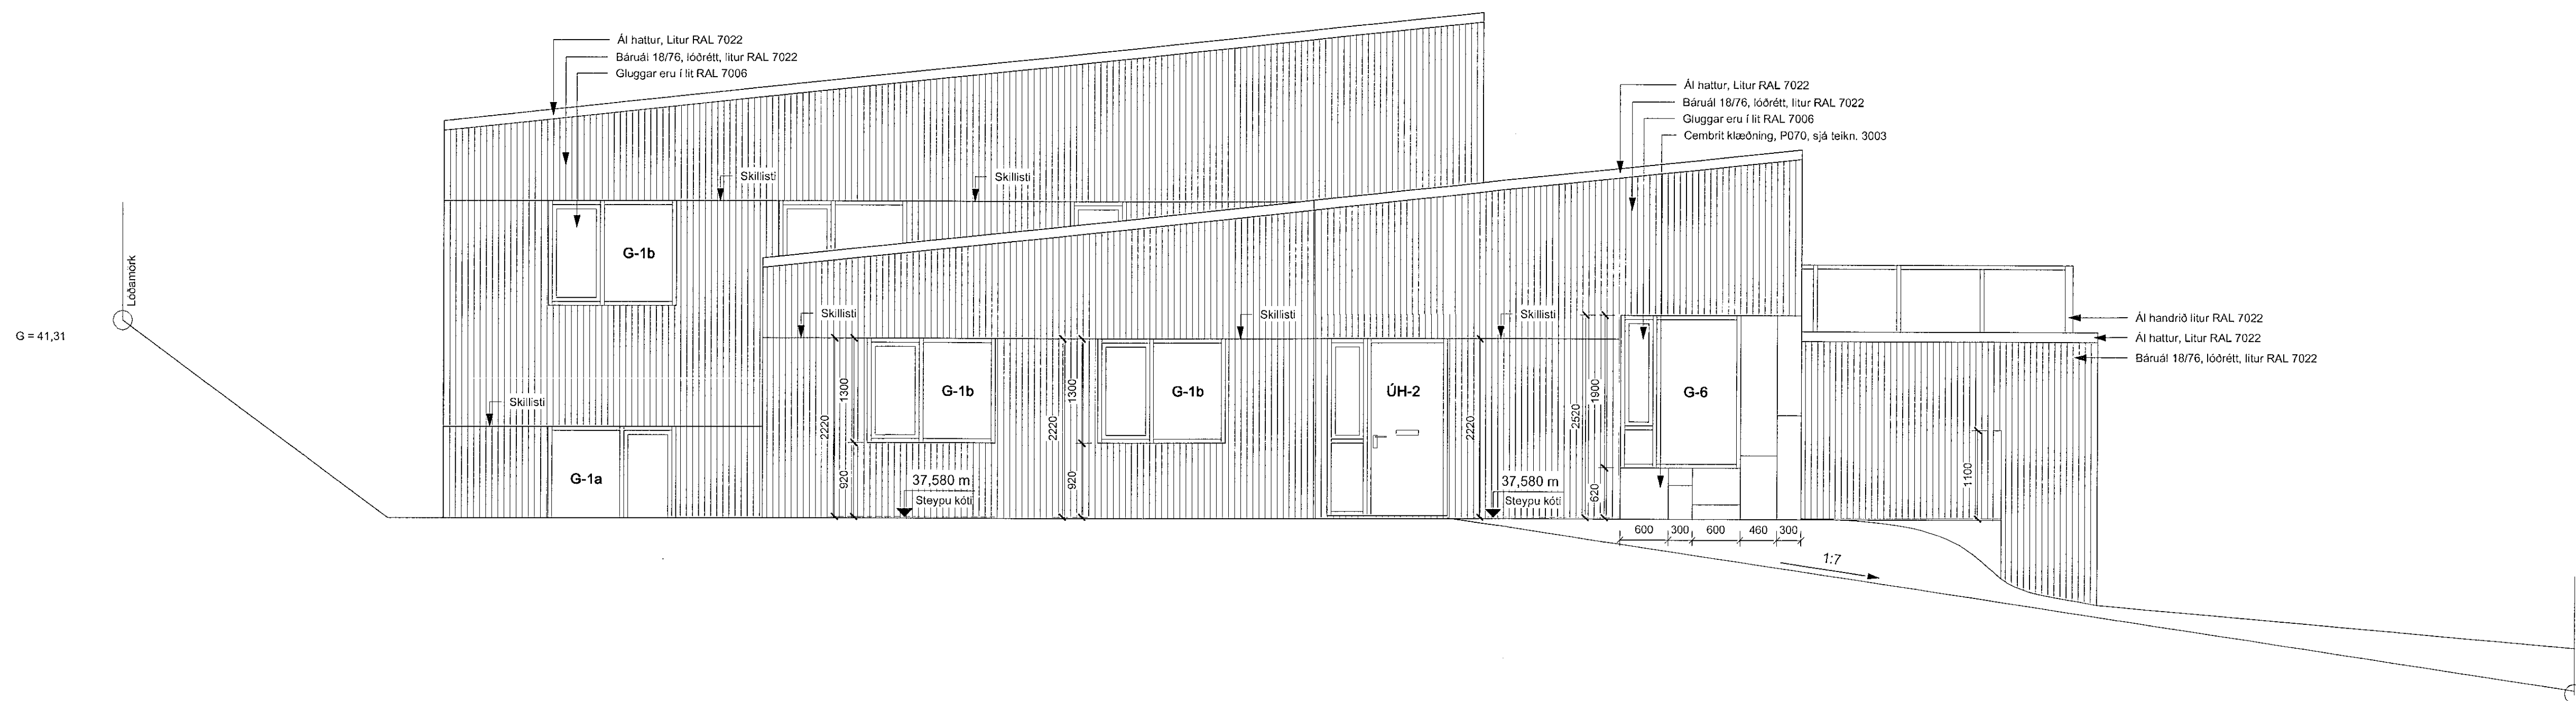 Ál hattur, Litur RAL 7022
Báruál 18/76, lóðrétt, litur RAL 7022
Gluggar eru í lit RAL 7006
Ál hattur, Litur RAL 7022
Báruál 18/76, lóðrétt, litur RAL 7022
Gluggar eru í lit RAL 7006
Cembrit klæðning, P070, sjá teikn. 3003
Skillisti
Skillisti
G-1b
Lóðamörk
G = 41,31
Skillisti
Skillisti
Skillisti
Ál handrið litur RAL 7022
Ál hattur, Litur RAL 7022
Báruál 18/76, lóðrétt, litur RAL 7022
Skillisti
G-1a
2220
1300
920
G-1b
2220
1300
920
G-1b
ÚH-2
2220
2520
1900
620
G-6
1100
37,580 m
Steypu kóti
37,580 m
Steypu kóti
600
300
600
460
300
1:7